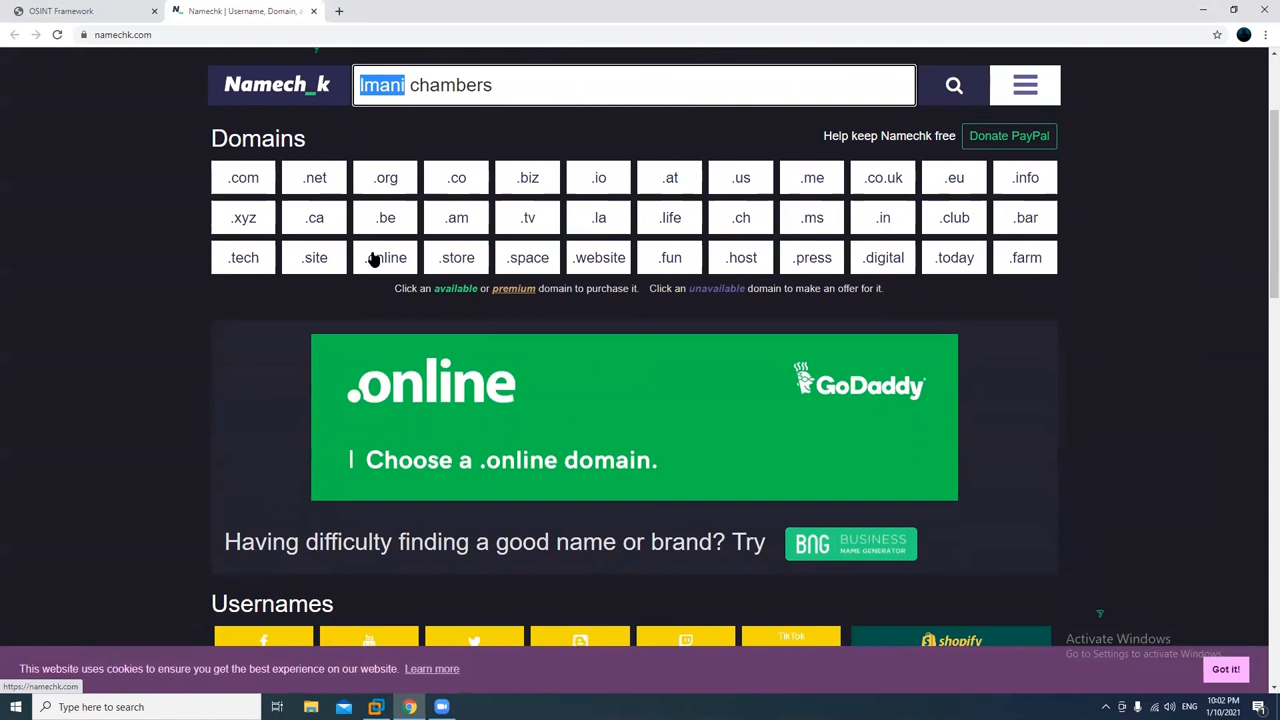 OSINT Framework
Namechk | Username, Domain, a
namechk.com
Namech_k
Imani chambers
Domains
Help keep Namechk free
Donate PayPal
.com .net .org .co .biz .io .at .us .me .co.uk .eu .info
.xyz .ca .be .am .tv .la .life .ch .ms .in .club .bar
.tech .site .online .store .space .website .fun .host .press .digital .today .farm
Click an available or premium domain to purchase it. Click an unavailable domain to make an offer for it.
.online
GoDaddy
Choose a .online domain.
Having difficulty finding a good name or brand? Try
BNG BUSINESS NAME GENERATOR
Usernames
TikTok
shopify
Activate Windows
Go to Settings to activate Windows.
This website uses cookies to ensure you get the best experience on our website. Learn more
Got it!
https://namechk.com
Type here to search
ENG
10:02 PM
1/10/2021